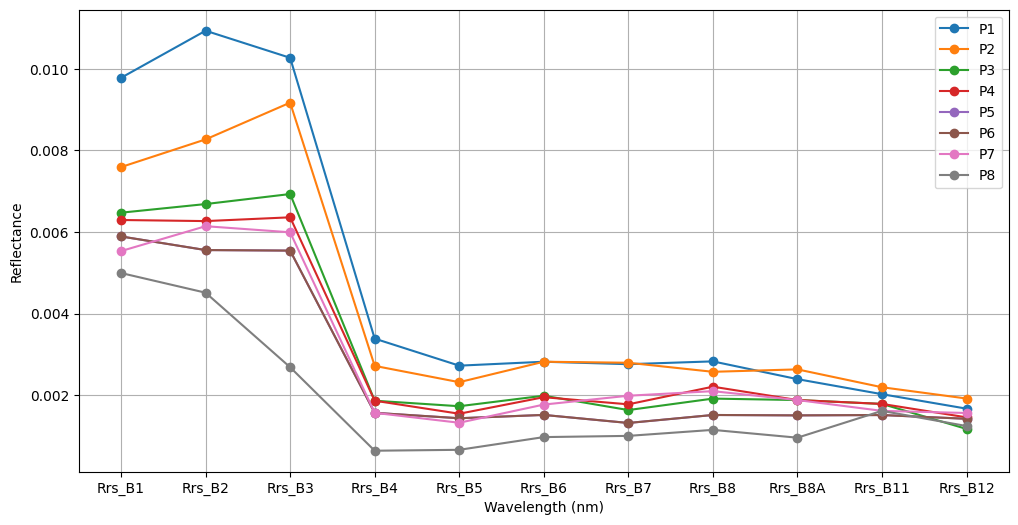 0.010
0.008
0.006
0.004
0.002
Reflectance
Rrs_B1 Rrs_B2 Rrs_B3 Rrs_B4 Rrs_B5 Rrs_B6 Rrs_B7 Rrs_B8 Rrs_B8A Rrs_B11 Rrs_B12
Wavelength (nm)
P1
P2
P3
P4
P5
P6
P7
P8